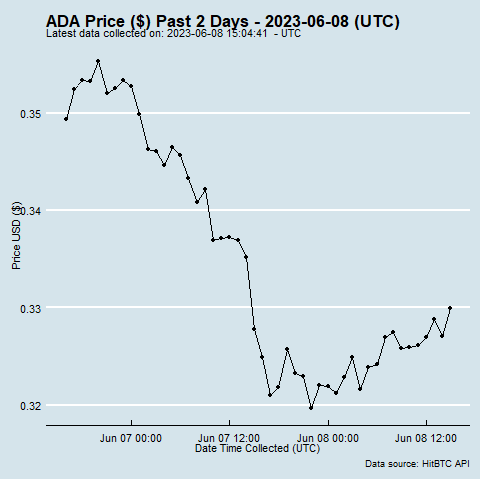 ADA Price ($) Past 2 Days - 2023-06-08 (UTC)
Latest data collected on: 2023-06-08 15:04:41 - UTC
0.35
0.34
0.33
0.32
Price USD ($)
Jun 07 00:00 Jun 07 12:00 Jun 08 00:00 Jun 08 12:00
Date Time Collected (UTC)
Data source: HitBTC API